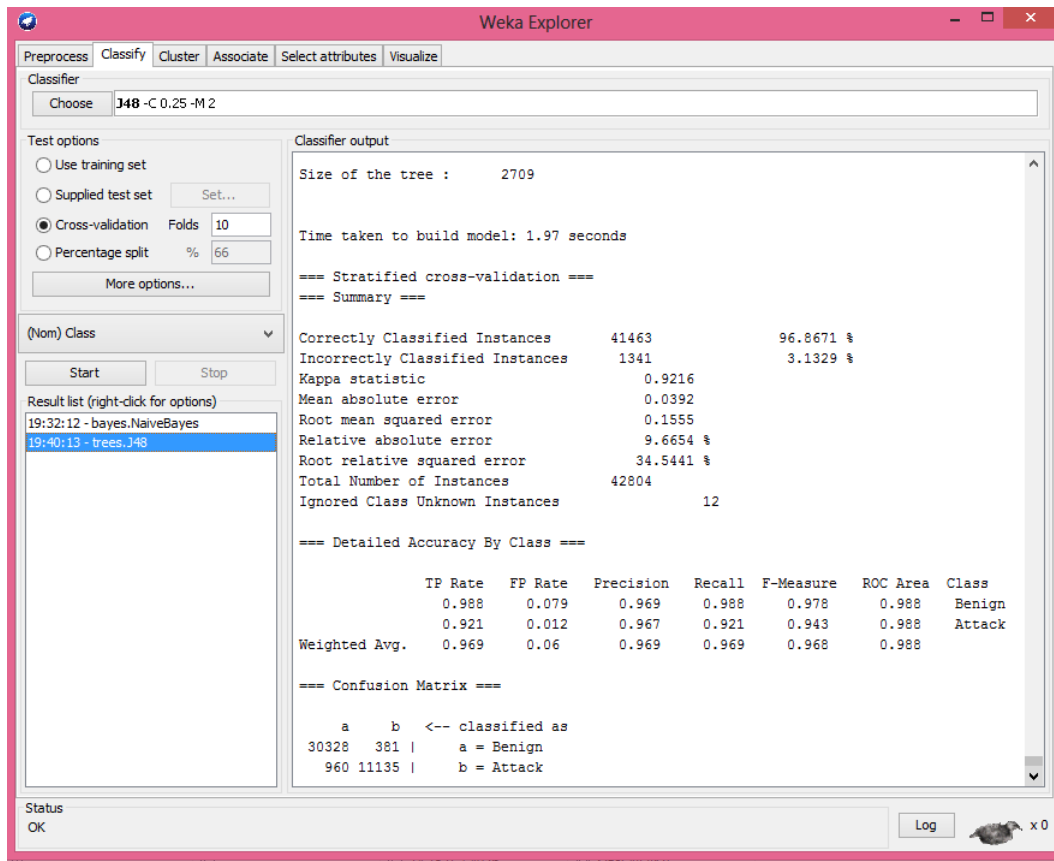 Weka Explorer
Preprocess Classify Cluster Associate Select attributes Visualize
Classifier
Choose J48 -C 0.25 -M 2
Test options
Use training set
Supplied test set Set...
Cross-validation Folds 10
Percentage split % 66
More options...
(Nom) Class
Start Stop
Result list (right-click for options)
19:32:12 - bayes.NaiveBayes
19:40:13 - trees.J48
Classifier output
Size of the tree : 2709
Time taken to build model: 1.97 seconds
=== Stratified cross-validation ===
=== Summary ===
Correctly Classified Instances 41463 96.8671 %
Incorrectly Classified Instances 1341 3.1329 %
Kappa statistic 0.9216
Mean absolute error 0.0392
Root mean squared error 0.1555
Relative absolute error 9.6654 %
Root relative squared error 34.5441 %
Total Number of Instances 42804
Ignored Class Unknown Instances 12
=== Detailed Accuracy By Class ===
TP Rate FP Rate Precision Recall F-Measure ROC Area Class
0.988 0.079 0.969 0.988 0.978 0.988 Benign
0.921 0.012 0.967 0.921 0.943 0.988 Attack
Weighted Avg. 0.969 0.06 0.969 0.969 0.968 0.988
=== Confusion Matrix ===
a b <-- classified as
30328 381 | a = Benign
960 11135 | b = Attack
Status
OK
Log
x 0